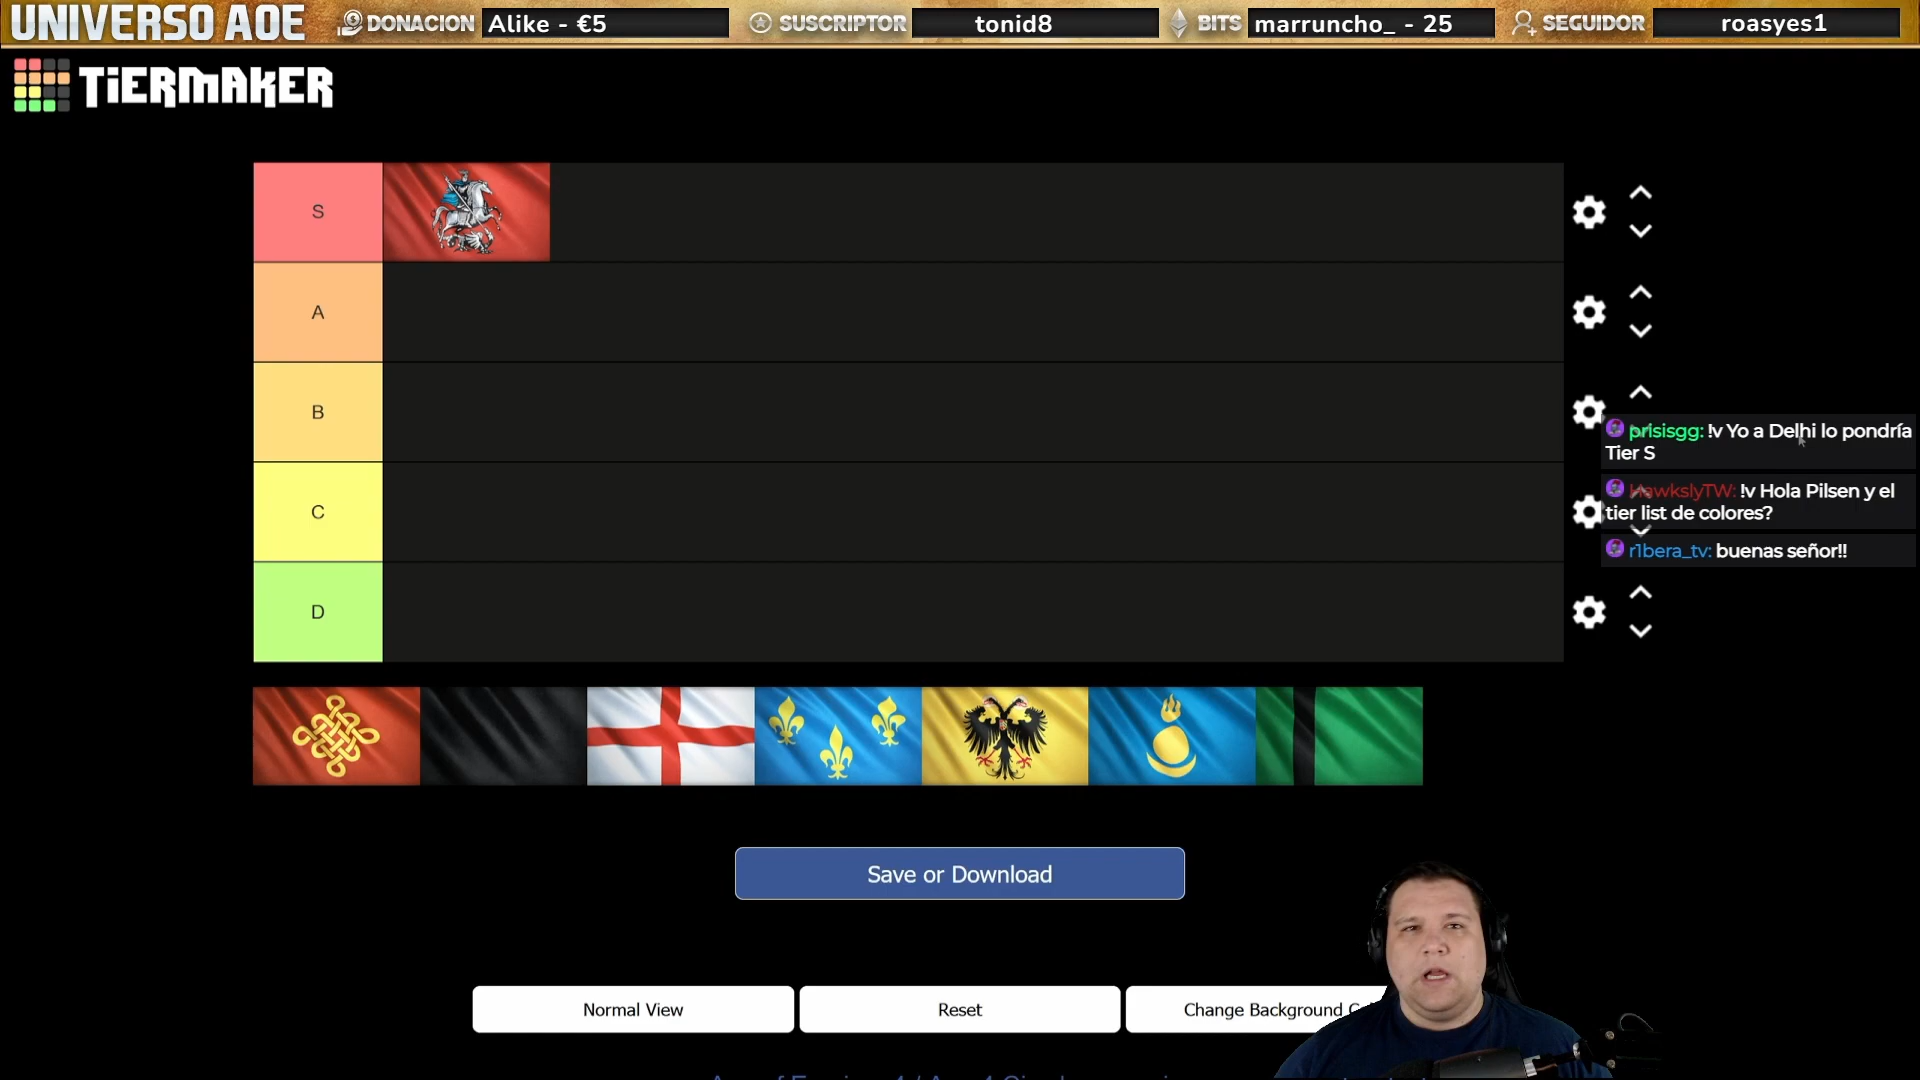 UNIVERSO AOE
DONACION
Alike - €5
SUSCRIPTOR
tonid8
BITS
marruncho_ - 25
SEGUIDOR
roasyes1
TiERMAKER
S
A
B
C
D
prisisgg: !v Yo a Delhi lo pondría
Tier S
HawkslyTW: !v Hola Pilsen y el
tier list de colores?
r1bera_tv: buenas señor!!
Save or Download
Normal View
Reset
Change Background